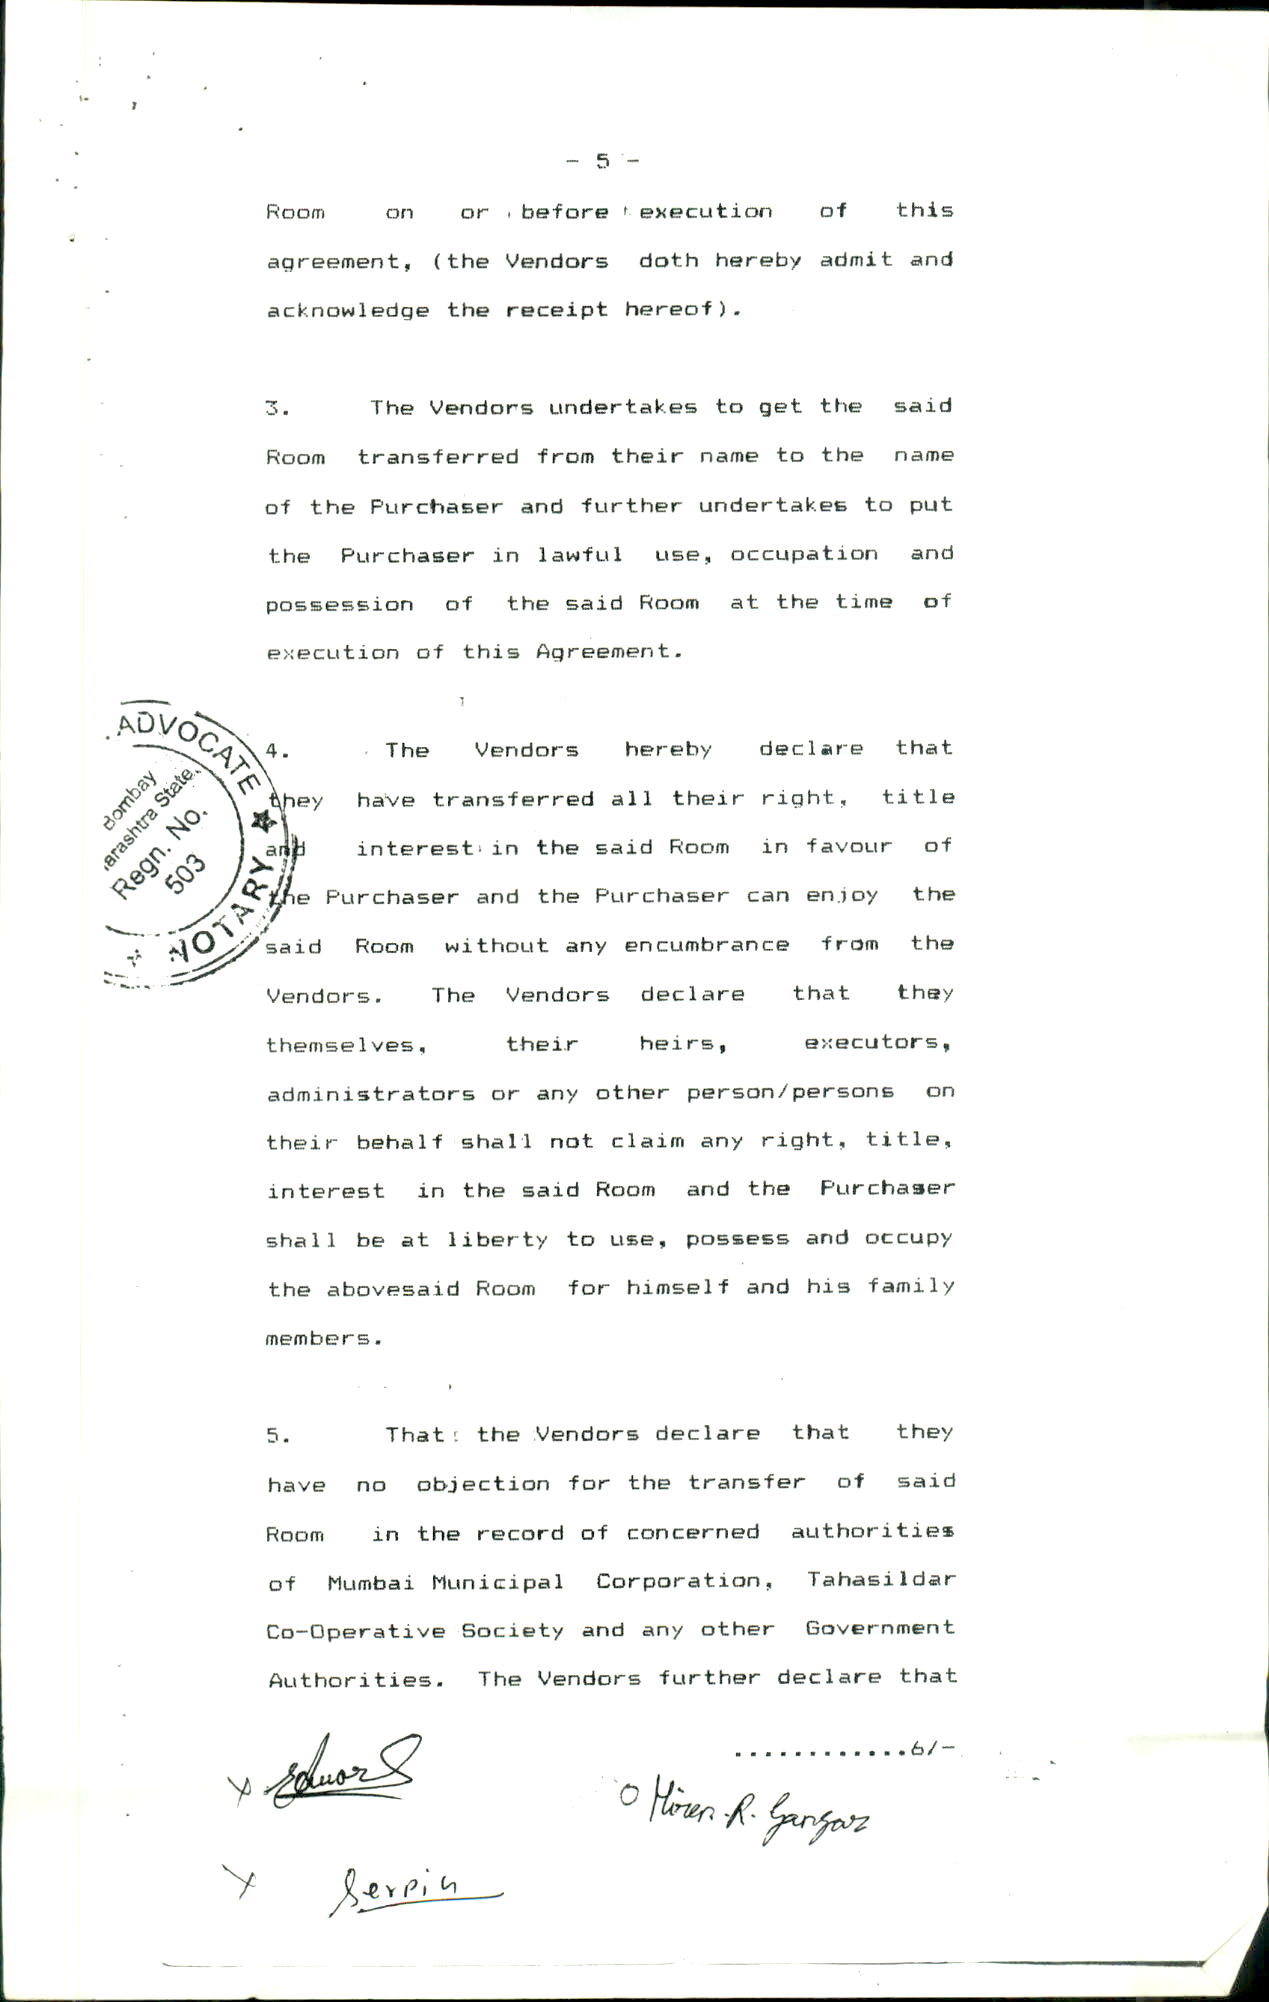 - 5 -
Room on or before execution of this
agreement, (the Vendors doth hereby admit and
acknowledge the receipt hereof).
3. The Vendors undertakes to get the said
Room transferred from their name to the name
of the Purchaser and further undertakes to put
the Purchaser in lawful use, occupation and
possession of the said Room at the time of
execution of this Agreement.
ADVOCATE
Bombay
arashtra State.
Regn. No.
503
NOTARY
4. The Vendors hereby declare that
they have transferred all their right, title
and interest in the said Room in favour of
the Purchaser and the Purchaser can enjoy the
said Room without any encumbrance from the
Vendors. The Vendors declare that they
themselves, their heirs, executors,
administrators or any other person/persons on
their behalf shall not claim any right, title,
interest in the said Room and the Purchaser
shall be at liberty to use, possess and occupy
the abovesaid Room for himself and his family
members.
5. That the Vendors declare that they
have no objection for the transfer of said
Room in the record of concerned authorities
of Mumbai Municipal Corporation, Tahasildar
Co-Operative Society and any other Government
Authorities. The Vendors further declare that
............6/-
Hiren.R. Gangar